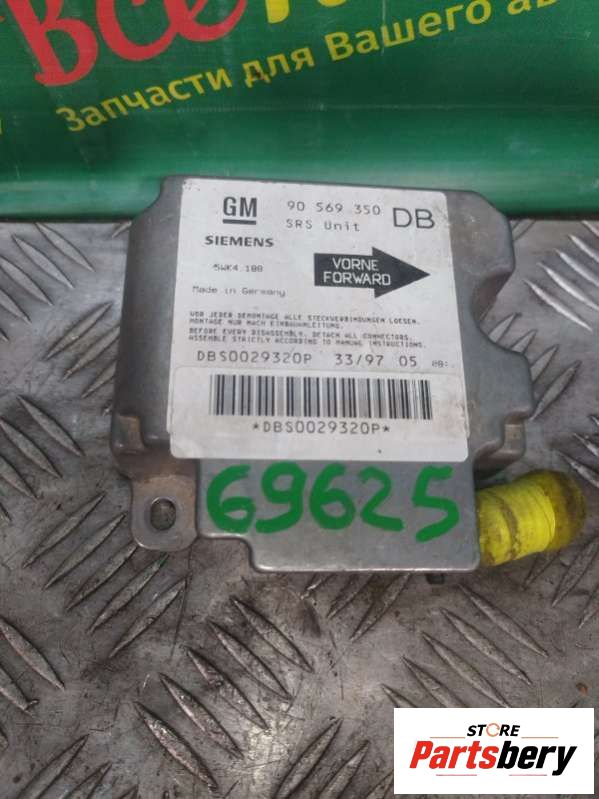 ВСЕ
Запчасти для Вашего ав
GM 90 569 350 DB
SRS Unit
SIEMENS
5WK4 188
VORNE
FORWARD
Made in Germany
VOR JEDER DEMONTAGE ALLE STECKVERBINDUNGEN LOESEN.
MONTAGE NUR NACH EINBAUANLEITUNG.
BEFORE EVERY DISASSEMBLY, DETACH ALL CONNECTORS.
ASSEMBLE STRICTLY ACCORDING TO MANUAL INSTRUCTIONS.
DBS0029320P 33/97 05
*DBS0029320P*
69625
STORE
Partsbery